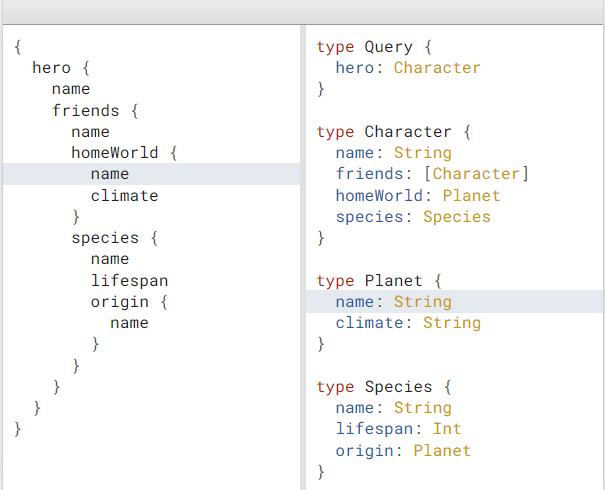 {
  hero {
    name
    friends {
      name
      homeWorld {
        name
        climate
      }
      species {
        name
        lifespan
        origin {
          name
        }
      }
    }
  }
}
type Query {
  hero: Character
}

type Character {
  name: String
  friends: [Character]
  homeWorld: Planet
  species: Species
}

type Planet {
  name: String
  climate: String
}

type Species {
  name: String
  lifespan: Int
  origin: Planet
}